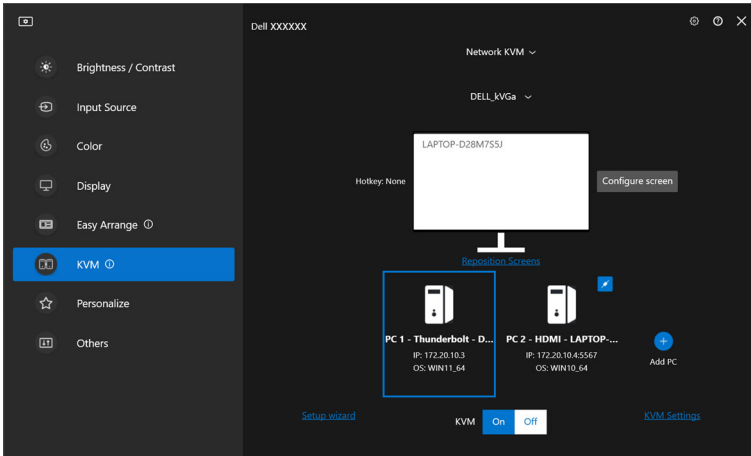 Dell XXXXXX
Brightness / Contrast
Input Source
Color
Display
Easy Arrange
KVM
Personalize
Others
Network KVM
DELL_kVGa
LAPTOP-D28M7S5J
Hotkey: None
Configure screen
Reposition Screens
PC 1 - Thunderbolt - D...
IP: 172.20.10.3
OS: WIN11_64
PC 2 - HDMI - LAPTOP-...
IP: 172.20.10.4:5567
OS: WIN10_64
Add PC
Setup wizard
KVM On Off
KVM Settings